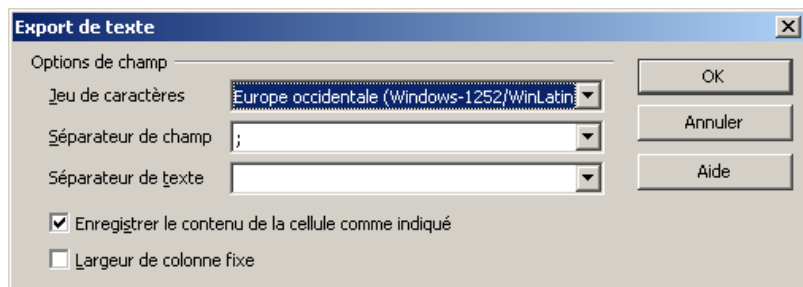 Export de texte
Options de champ
Jeu de caractères
Europe occidentale (Windows-1252/WinLatin
Séparateur de champ
;
Séparateur de texte
Enregistrer le contenu de la cellule comme indiqué
Largeur de colonne fixe
OK
Annuler
Aide